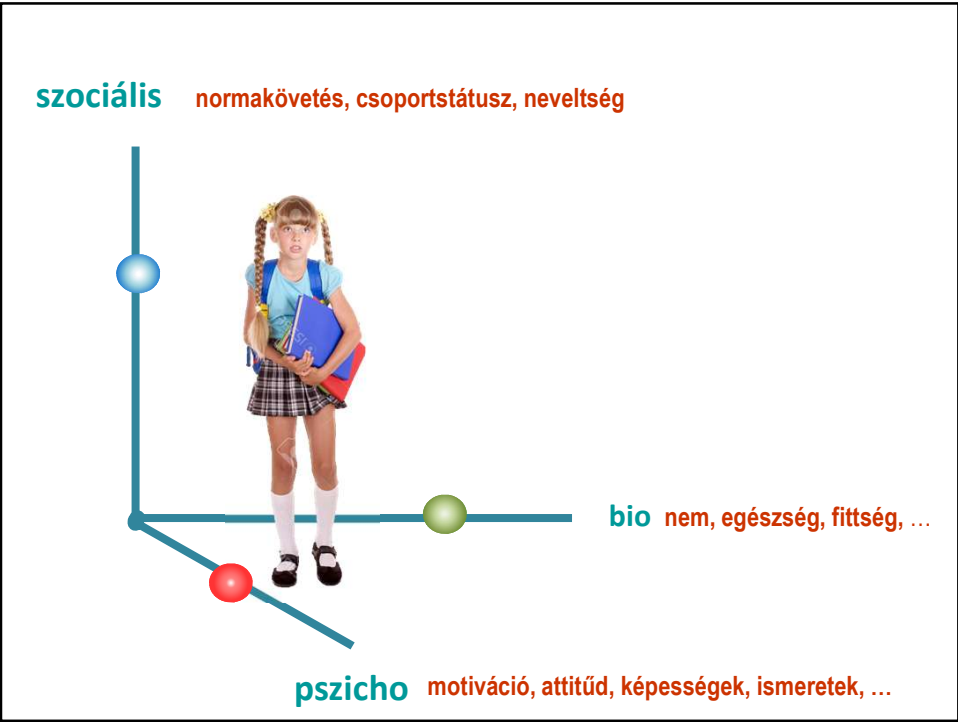 szociális normakövetés, csoportstátusz, neveltség
bio nem, egészség, fittség, …
pszicho motiváció, attitűd, képességek, ismeretek, …